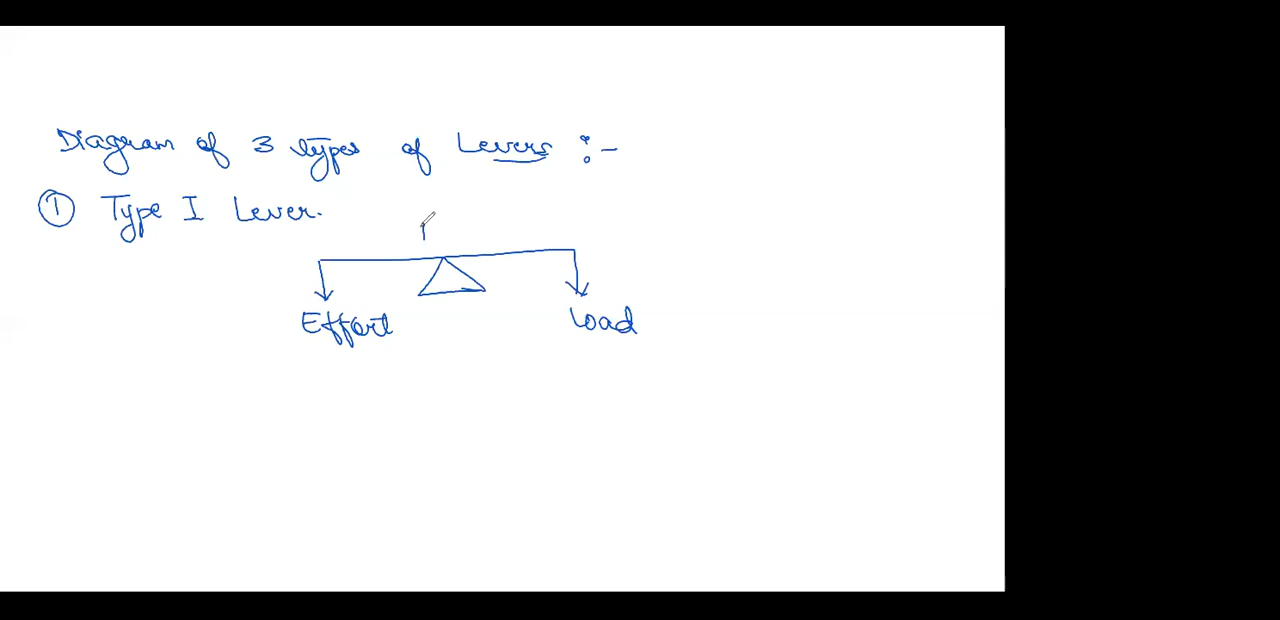 Diagram of 3 types of Levers :-
① Type I Lever.
Effort Load